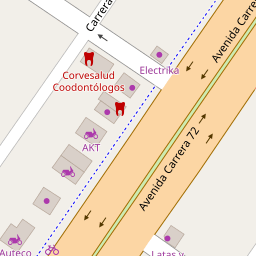 Carrera
Avenida Carrera
Electrika
Corvesalud
Coodontólogos
Avenida Carrera 72
AKT
Auteco
Latas y